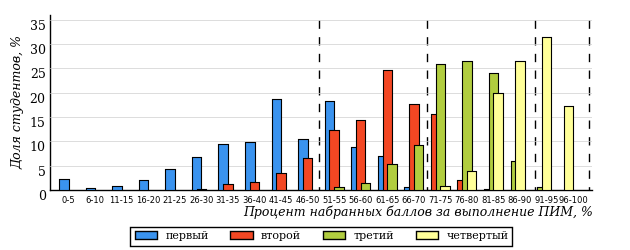 Доля студентов, %
35
30
25
20
15
10
5
0
0-5 6-10 11-15 16-20 21-25 26-30 31-35 36-40 41-45 46-50 51-55 56-60 61-65 66-70 71-75 76-80 81-85 86-90 91-95 96-100
Процент набранных баллов за выполнение ПИМ, %
первый второй третий четвертый